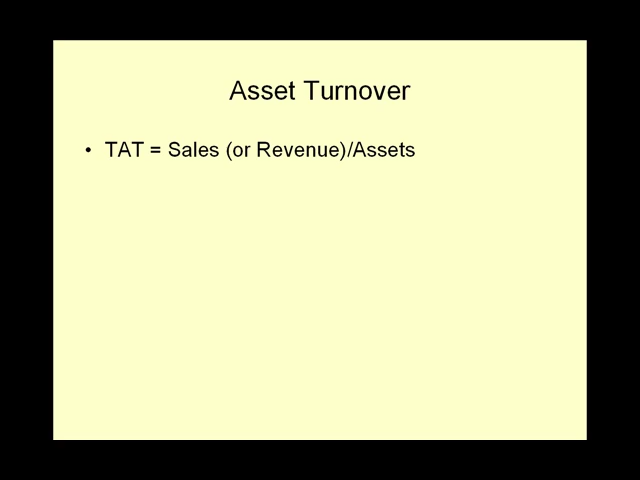 Asset Turnover
• TAT = Sales (or Revenue)/Assets